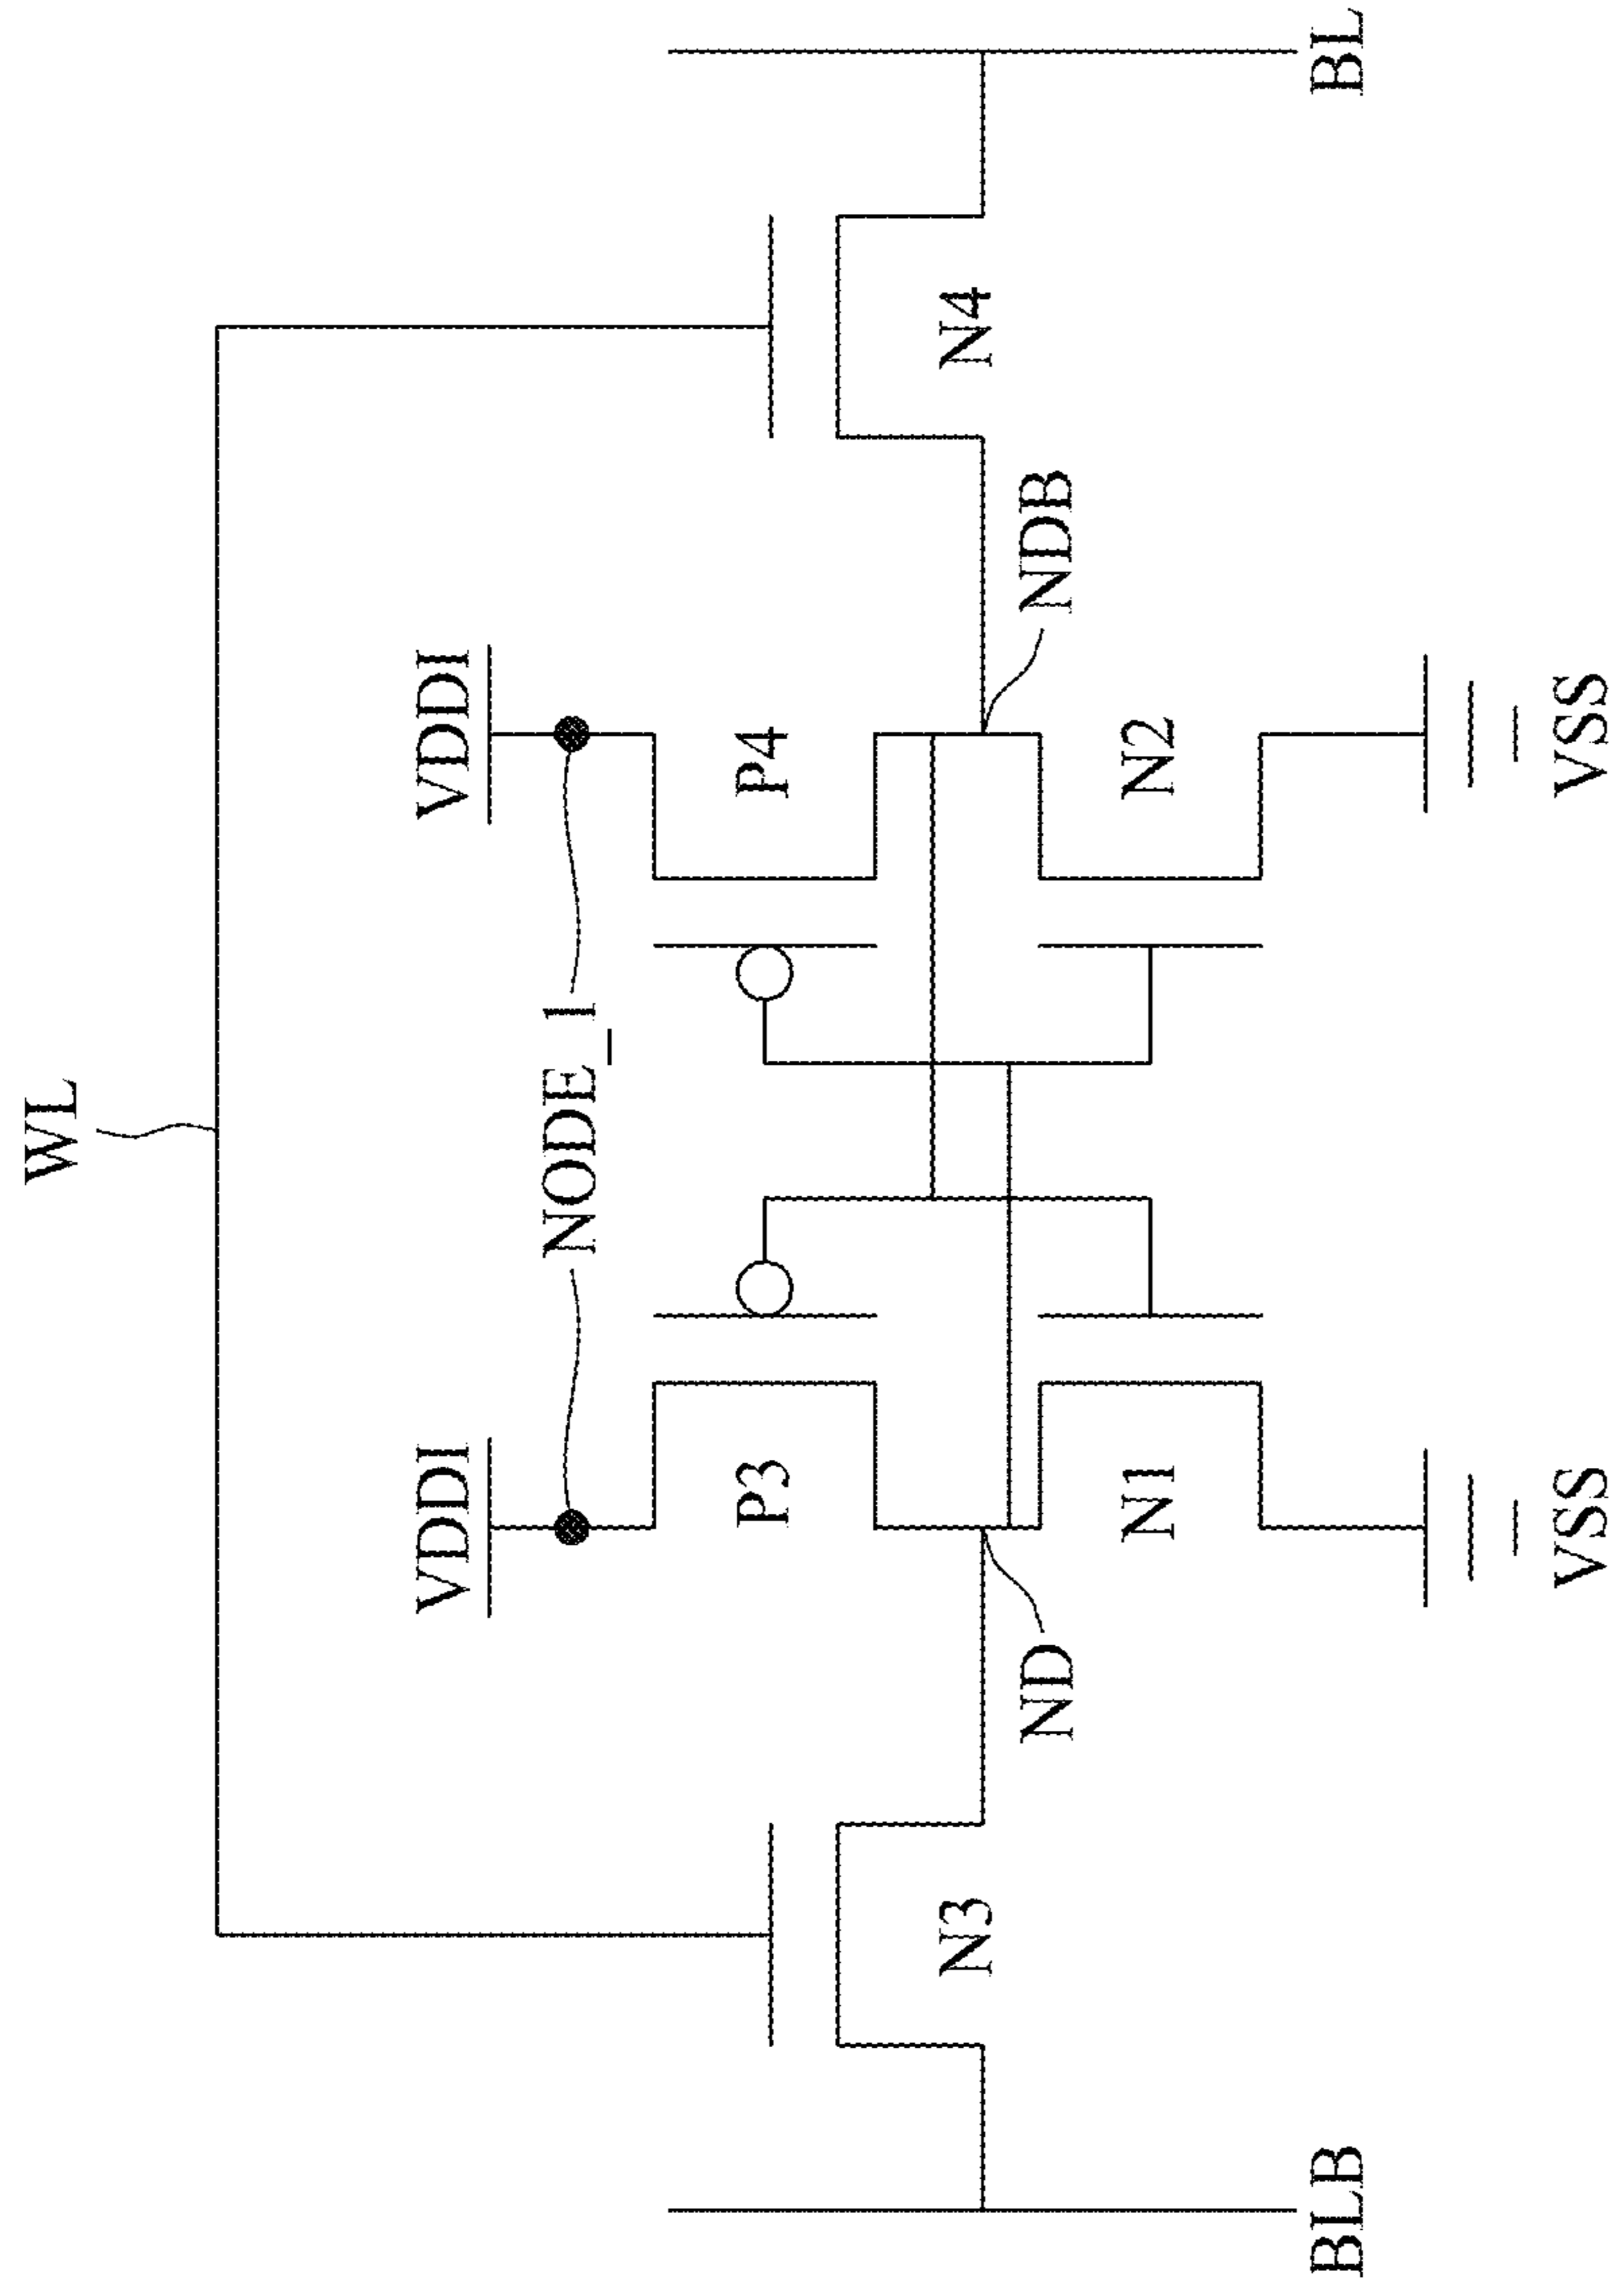 WL
VDDI
VDDI
NODE_1
P3
P4
N3
N4
ND
NDB
N1
N2
BLB
BL
VSS
VSS